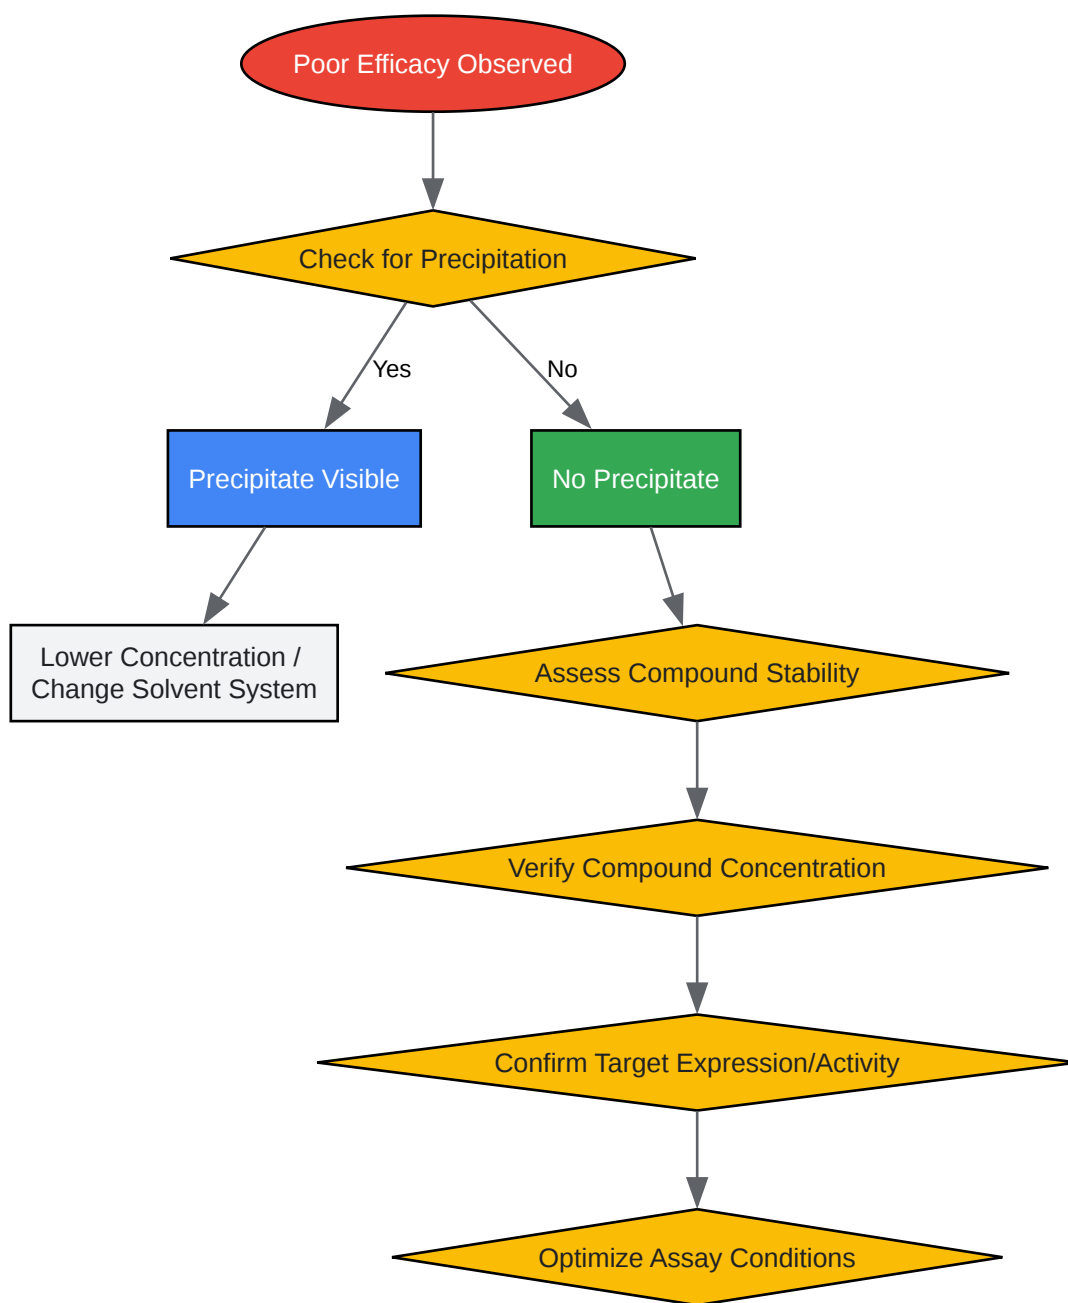 Poor Efficacy Observed
Check for Precipitation
Yes
No
Precipitate Visible
No Precipitate
Lower Concentration /
Change Solvent System
Assess Compound Stability
Verify Compound Concentration
Confirm Target Expression/Activity
Optimize Assay Conditions